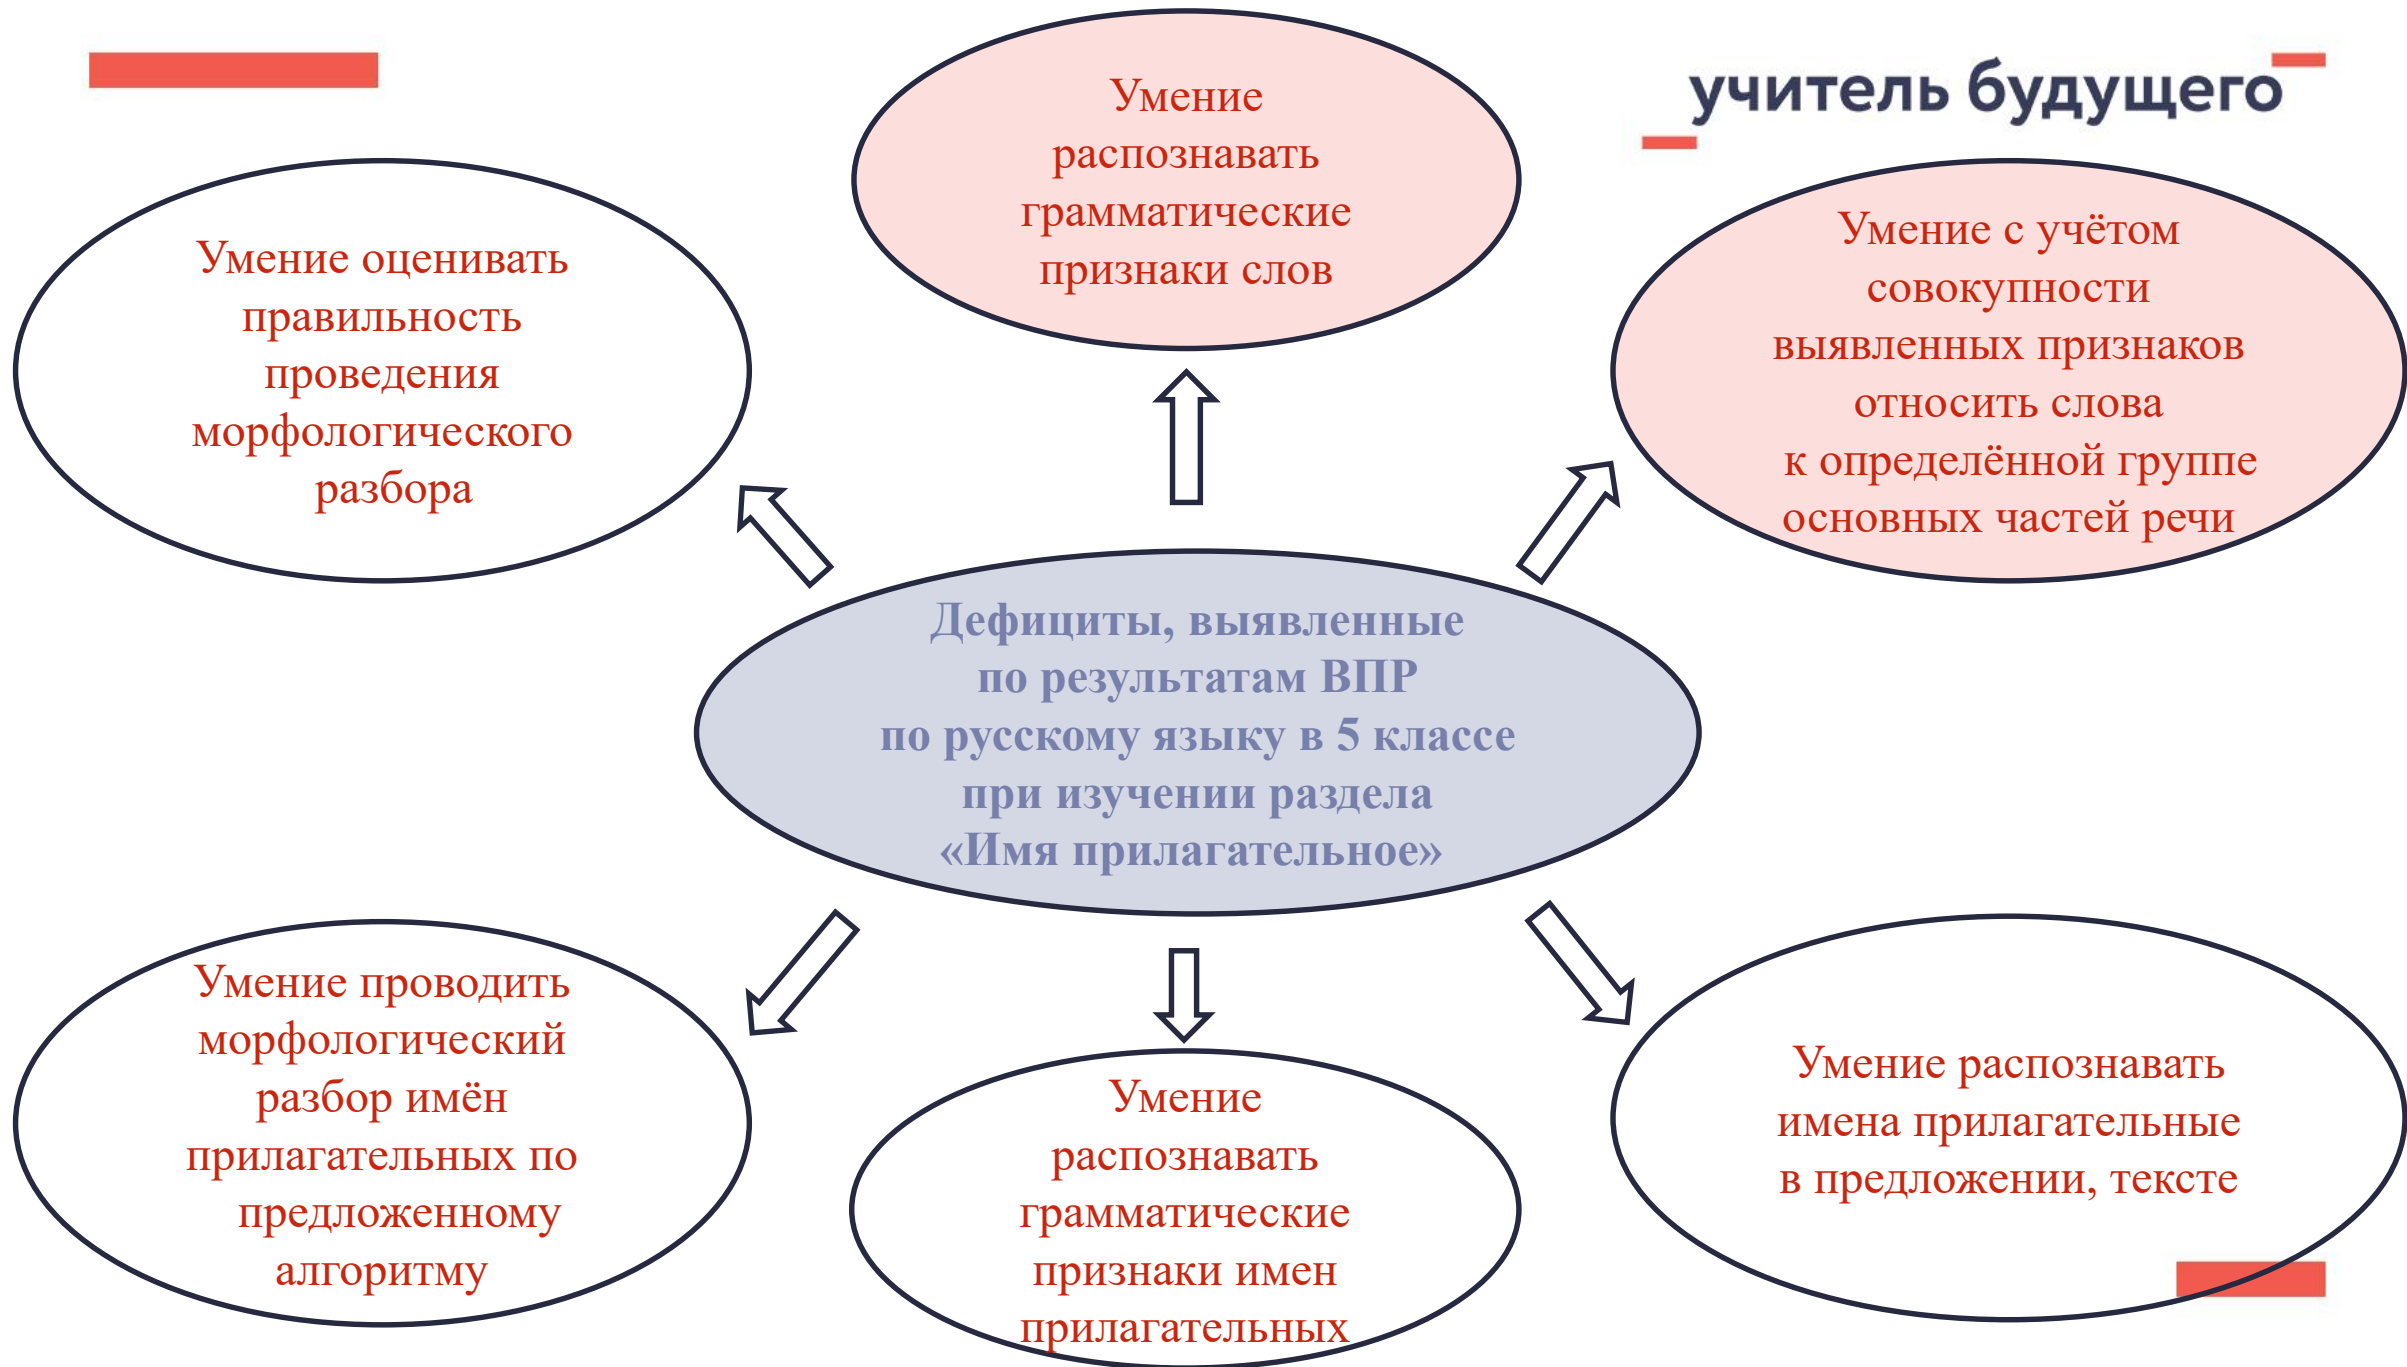 учитель будущего
Умение
распознавать
грамматические
признаки слов
Умение оценивать
правильность
проведения
морфологического
разбора
Умение с учётом
совокупности
выявленных признаков
относить слова
к определённой группе
основных частей речи
Дефициты, выявленные
по результатам ВПР
по русскому языку в 5 классе
при изучении раздела
«Имя прилагательное»
Умение проводить
морфологический
разбор имён
прилагательных по
предложенному
алгоритму
Умение
распознавать
грамматические
признаки имен
прилагательных
Умение распознавать
имена прилагательные
в предложении, тексте